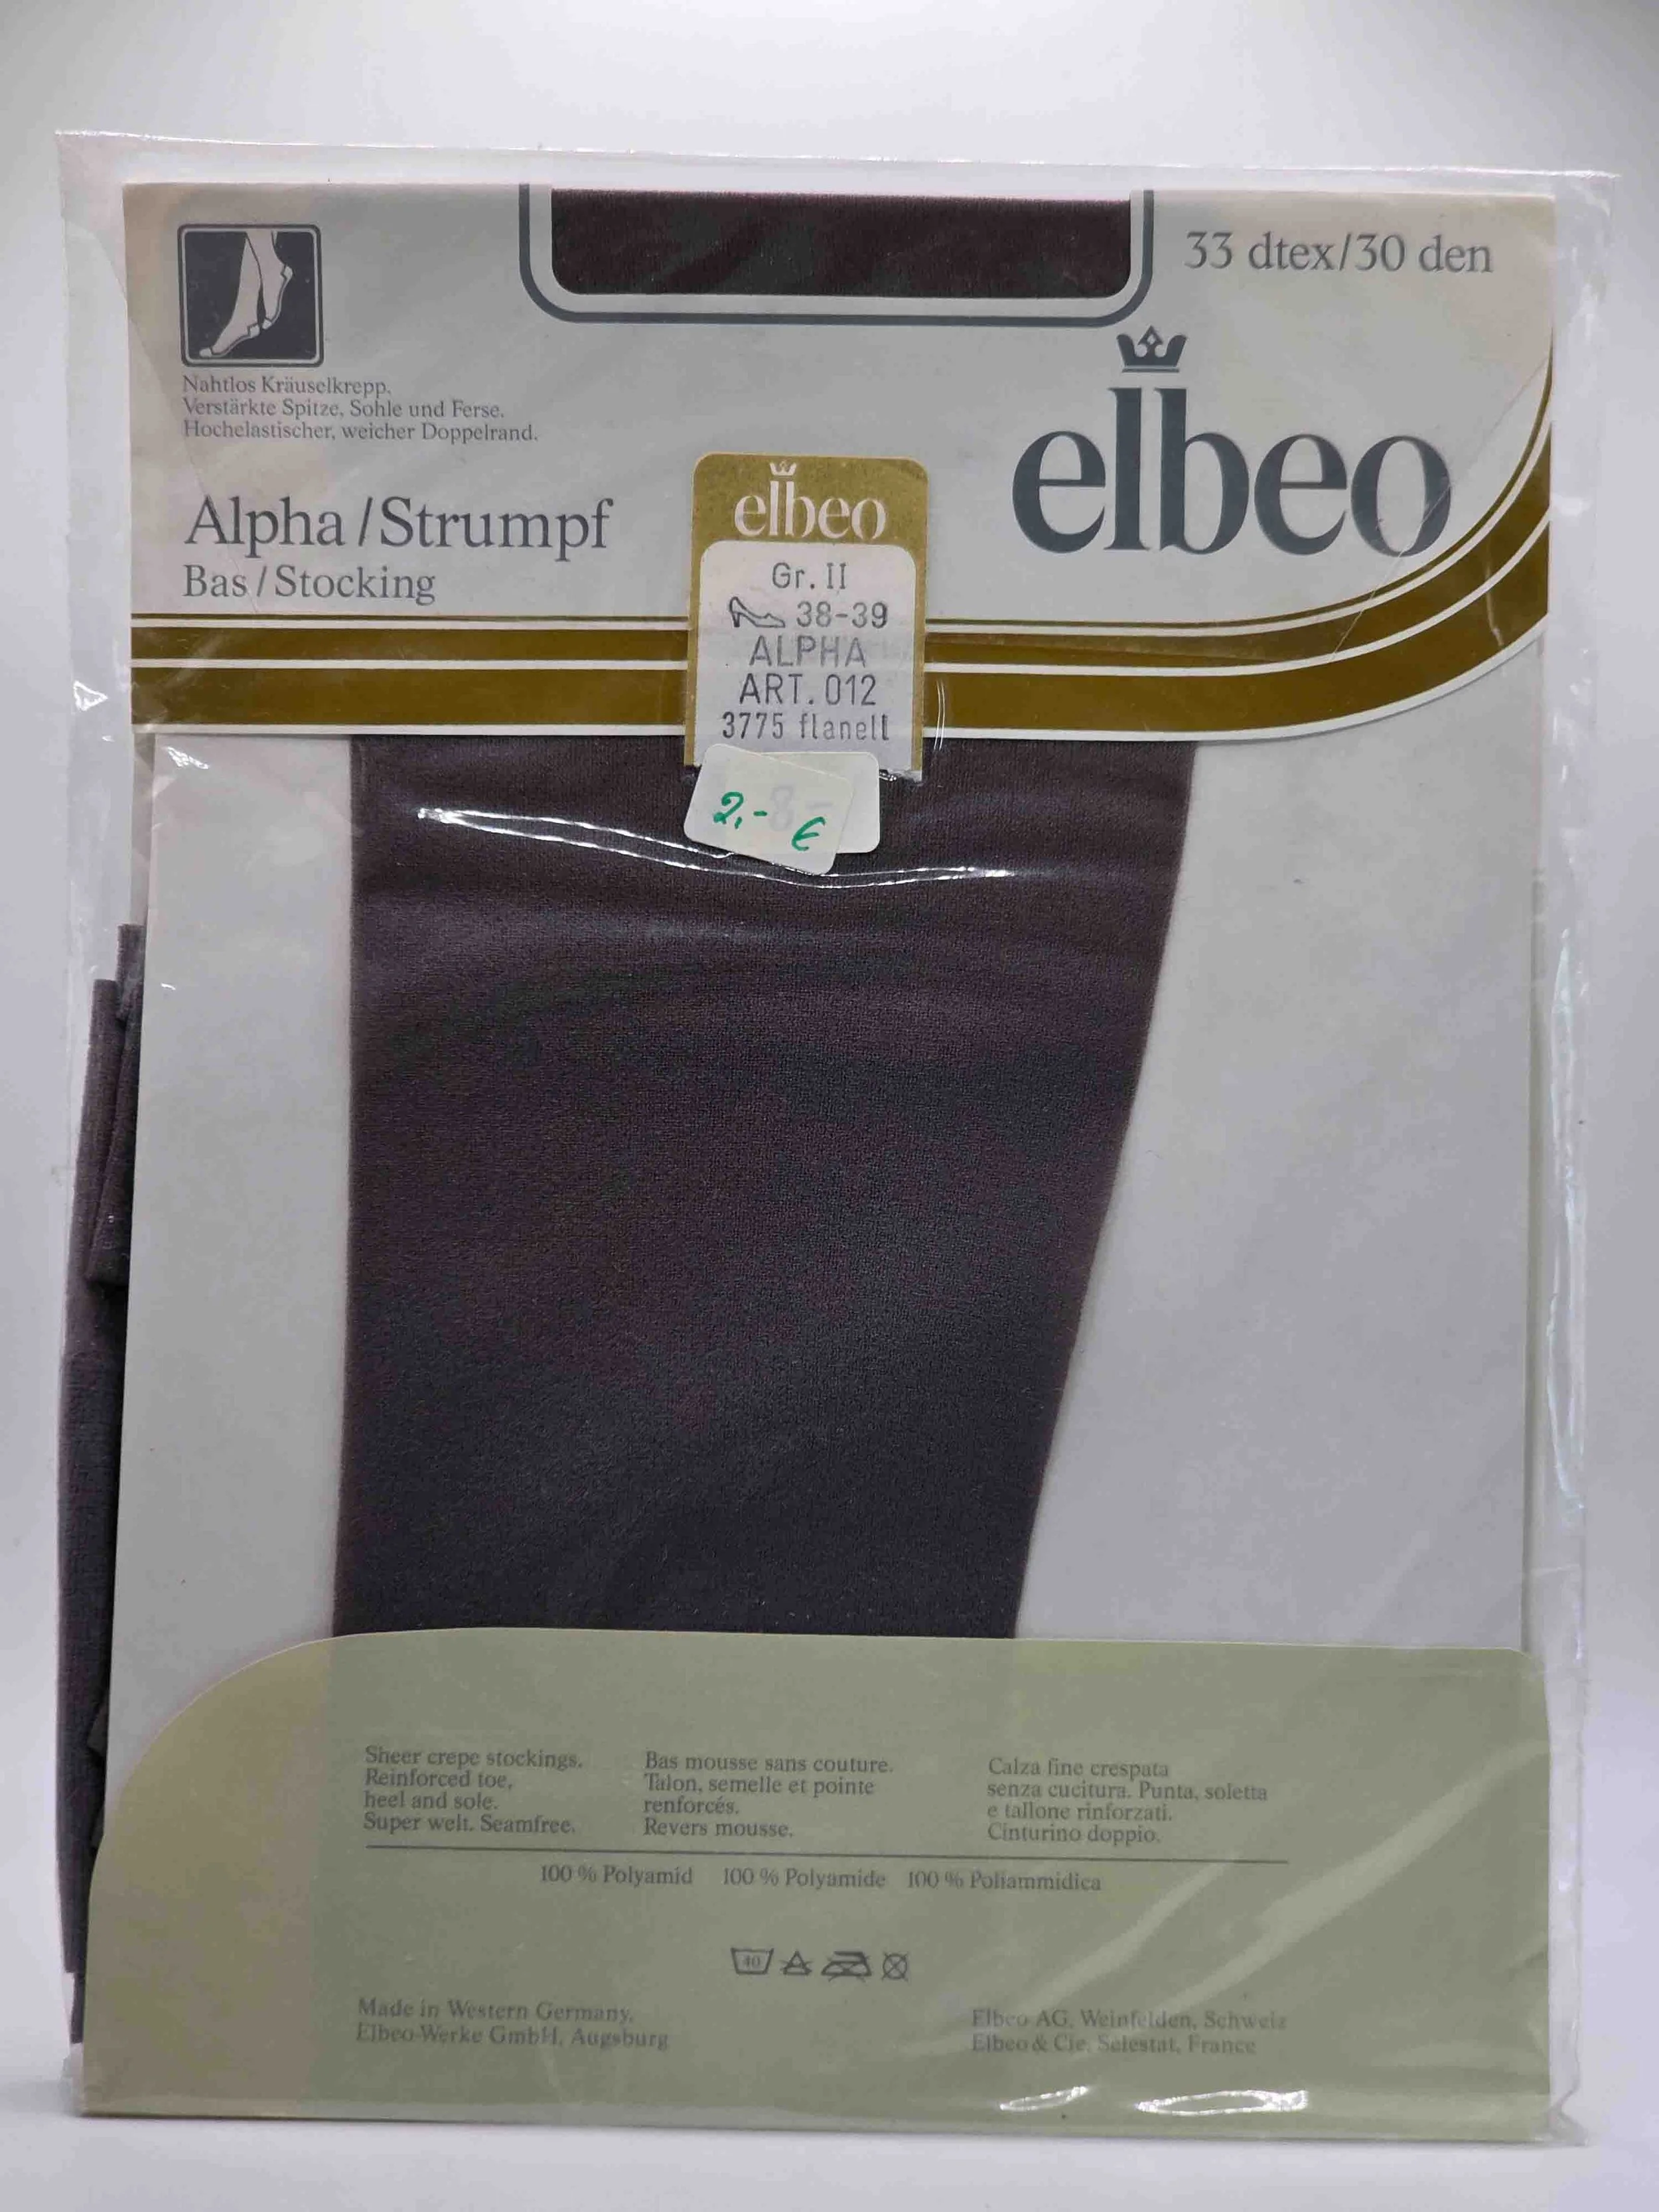 33 dtex/30 den
Nahtlos Kräuselkrepp.
Verstärkte Spitze, Sohle und Ferse.
Hochelastischer, weicher Doppelrand.
elbeo
Alpha/Strumpf
Bas/Stocking
elbeo
Gr. II
38-39
ALPHA
ART. 012
3775 flanell
2,- 8- €
Sheer crepe stockings.
Reinforced toe,
heel and sole.
Super welt. Seamfree.
Bas mousse sans couture.
Talon, semelle et pointe
renforcés.
Revers mousse.
Calza fine crespata
senza cucitura. Punta, soletta
e tallone rinforzati.
Cinturino doppio.
100 % Polyamid 100 % Polyamide 100 % Poliammidica
40
Made in Western Germany,
Elbeo-Werke GmbH, Augsburg
Elbeo AG, Weinfelden, Schweiz
Elbeo & Cie, Selestat, France